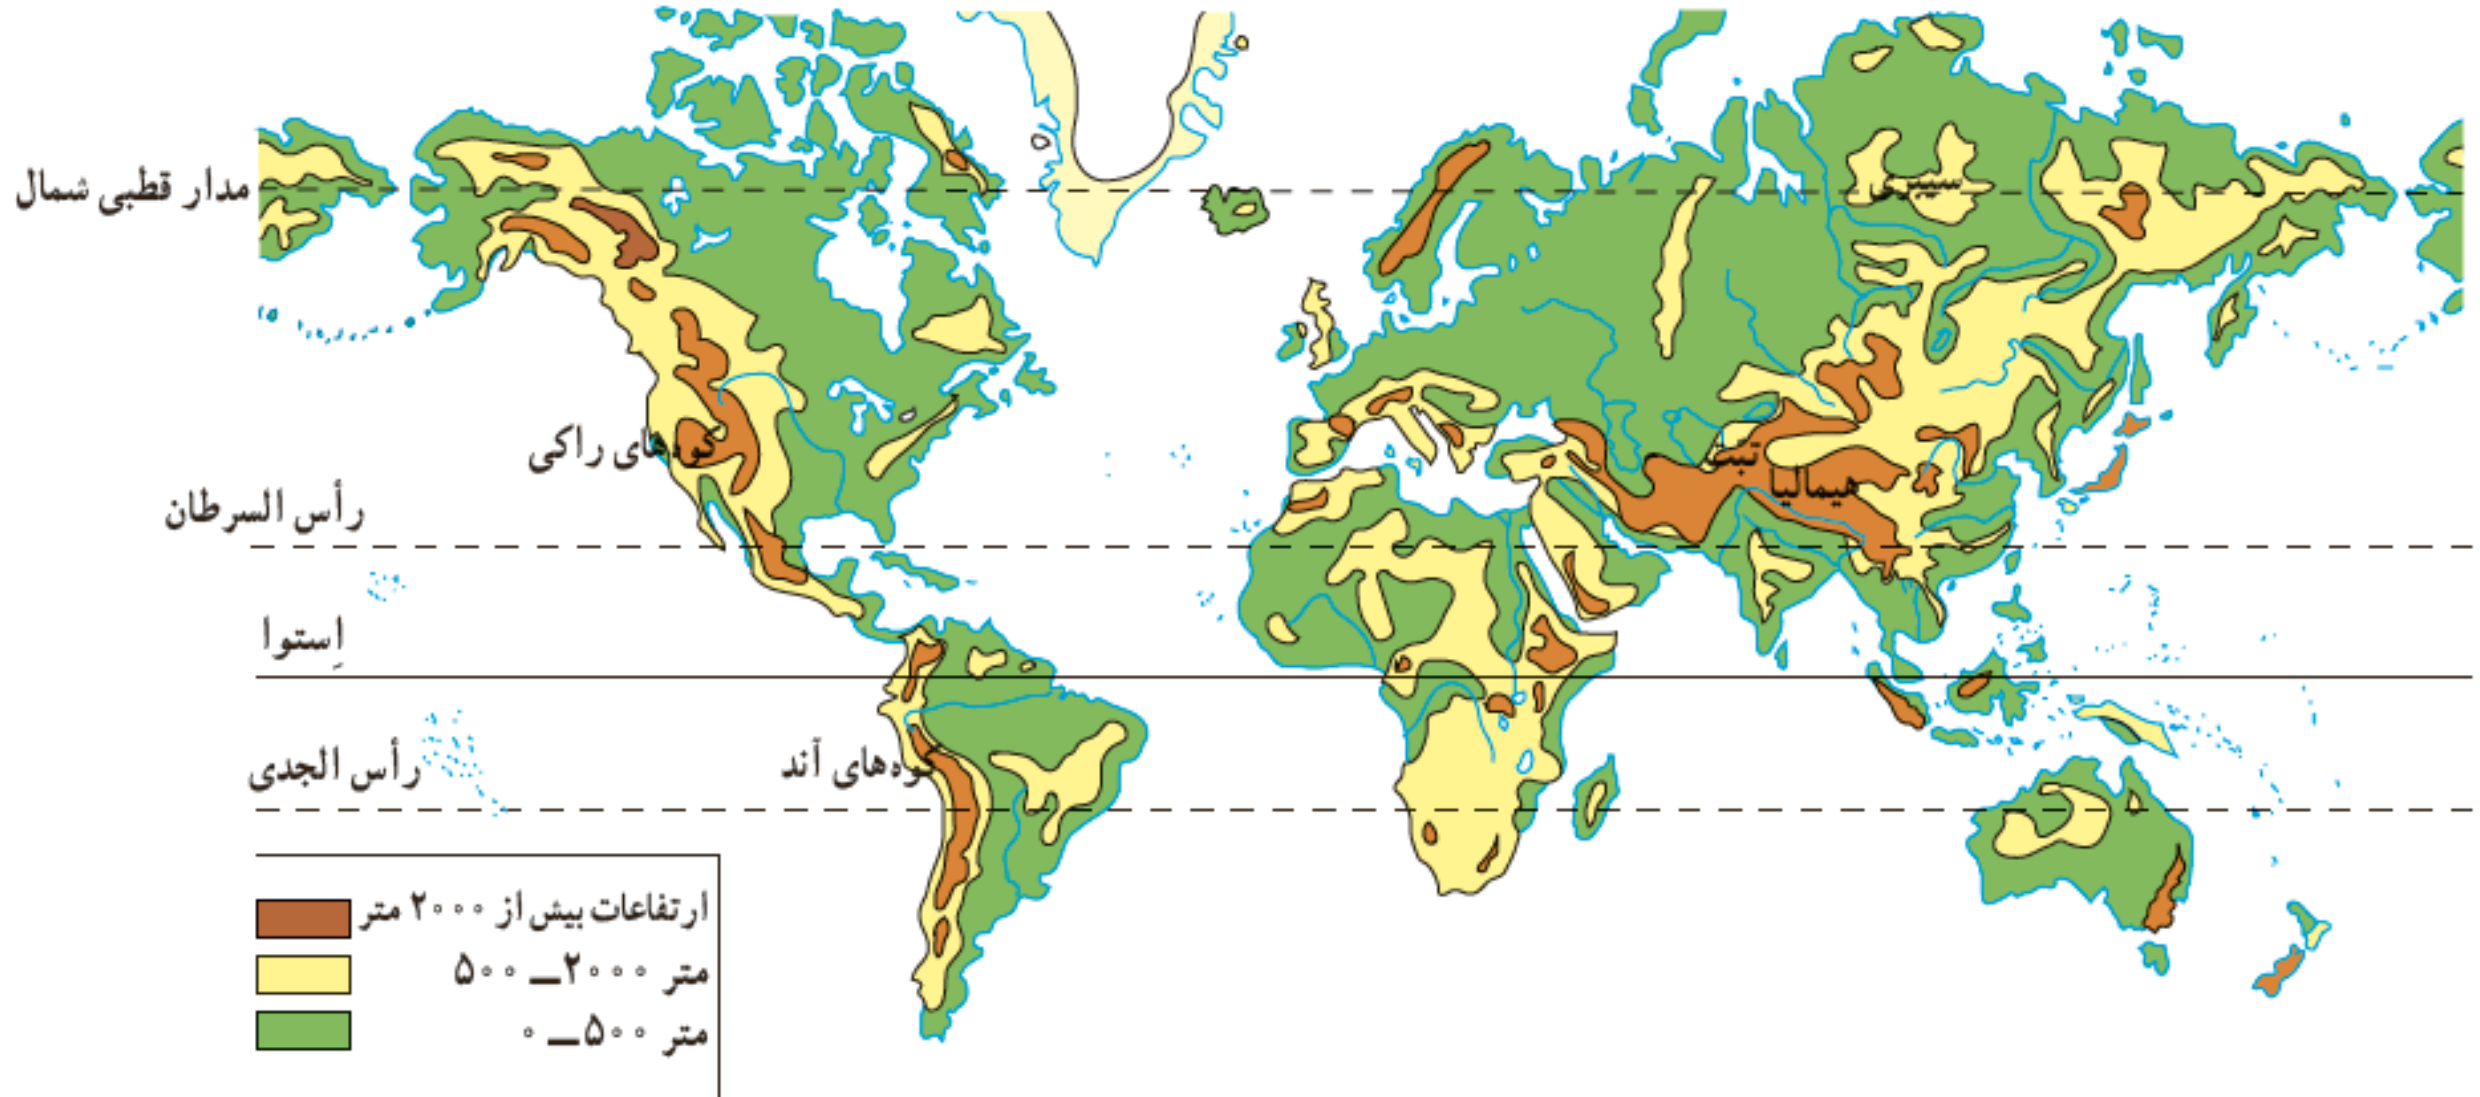 مدار قطبی شمال
سیبری
کوه‌های راکی
تبّت
هیمالیا
رأس السرطان
اِستوا
رأس الجدی
کوه‌های آند
ارتفاعات بیش از ۲۰۰۰ متر
۵۰۰ــ۲۰۰۰ متر
۰ــ۵۰۰ متر